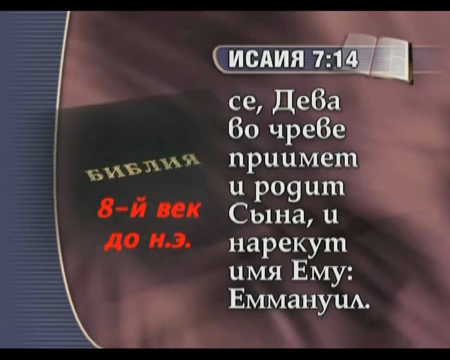 ИСАИЯ 7:14
се, Дева
во чреве
приимет
и родит
Сына, и
нарекут
имя Ему:
Еммануил.
БИБЛИЯ
8-й век
до н.э.